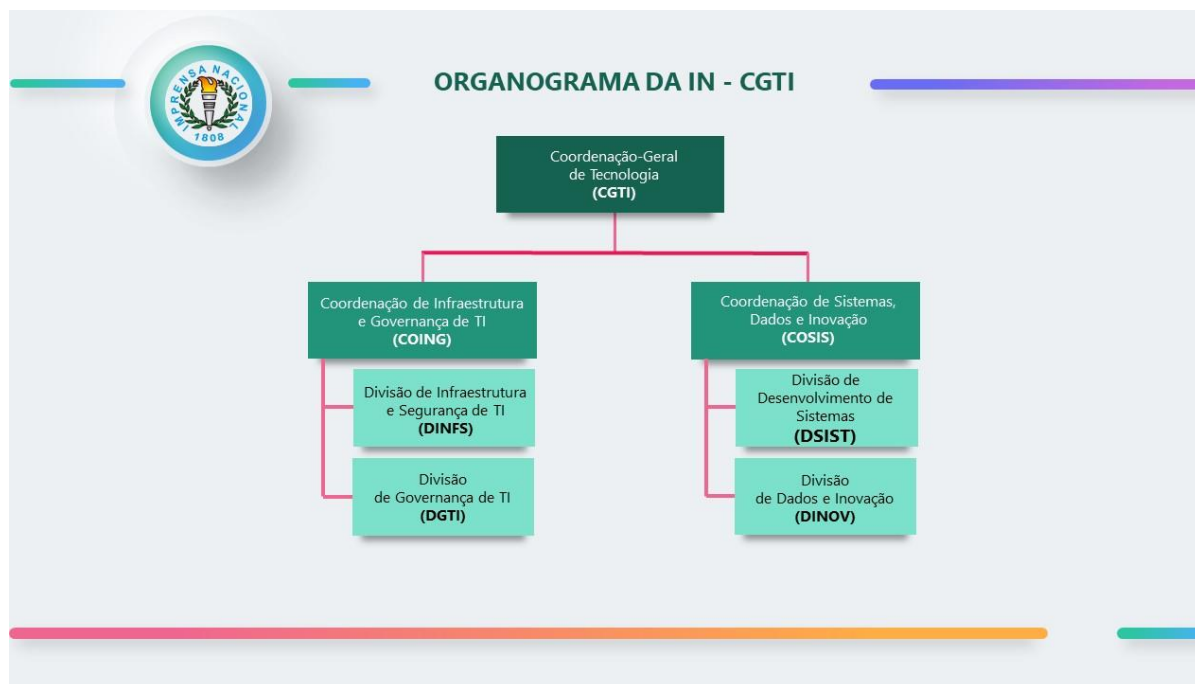 IMPRENSA NACIONAL
1808
ORGANOGRAMA DA IN - CGTI
Coordenação-Geral
de Tecnologia
(CGTI)
Coordenação de Infraestrutura
e Governança de TI
(COING)
Divisão de Infraestrutura
e Segurança de TI
(DINFS)
Divisão
de Governança de TI
(DGTI)
Coordenação de Sistemas,
Dados e Inovação
(COSIS)
Divisão de
Desenvolvimento de
Sistemas
(DSIST)
Divisão
de Dados e Inovação
(DINOV)